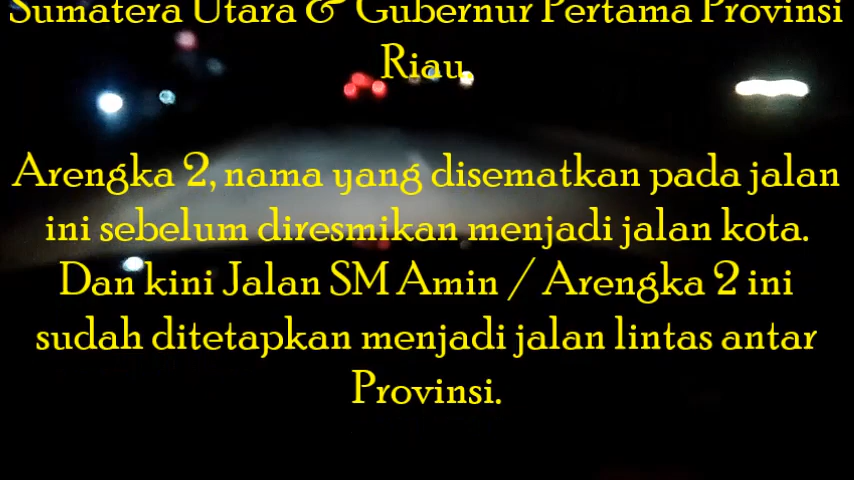 Sumatera Utara & Gubernur Pertama Provinsi
Riau.
Arengka 2, nama yang disematkan pada jalan
ini sebelum diresmikan menjadi jalan kota.
Dan kini Jalan SM Amin / Arengka 2 ini
sudah ditetapkan menjadi jalan lintas antar
Provinsi.